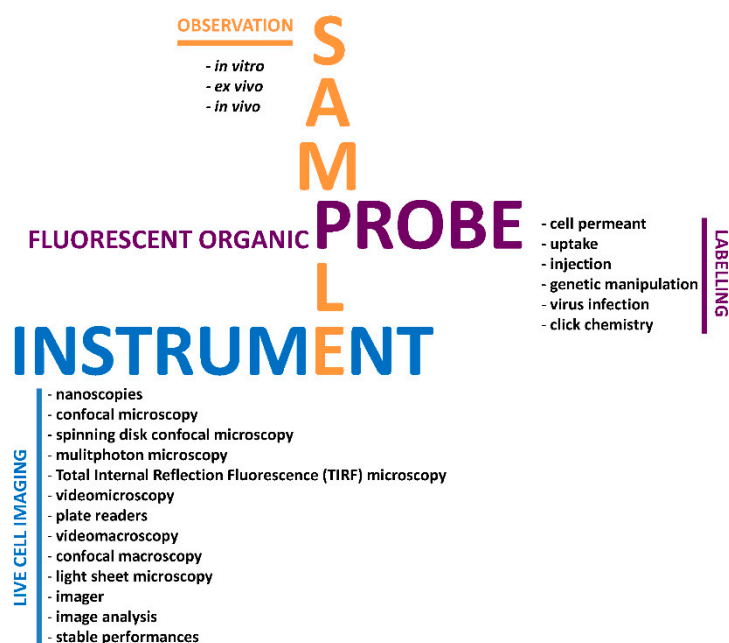 OBSERVATION
- in vitro
- ex vivo
- in vivo
SAMPLE
FLUORESCENT ORGANIC PROBE
- cell permeant
- uptake
- injection
- genetic manipulation
- virus infection
- click chemistry
LABELLING
INSTRUMENT
LIVE CELL IMAGING
- nanoscopies
- confocal microscopy
- spinning disk confocal microscopy
- mulitphoton microscopy
- Total Internal Reflection Fluorescence (TIRF) microscopy
- videomicroscopy
- plate readers
- videomacroscopy
- confocal macroscopy
- light sheet microscopy
- imager
- image analysis
- stable performances